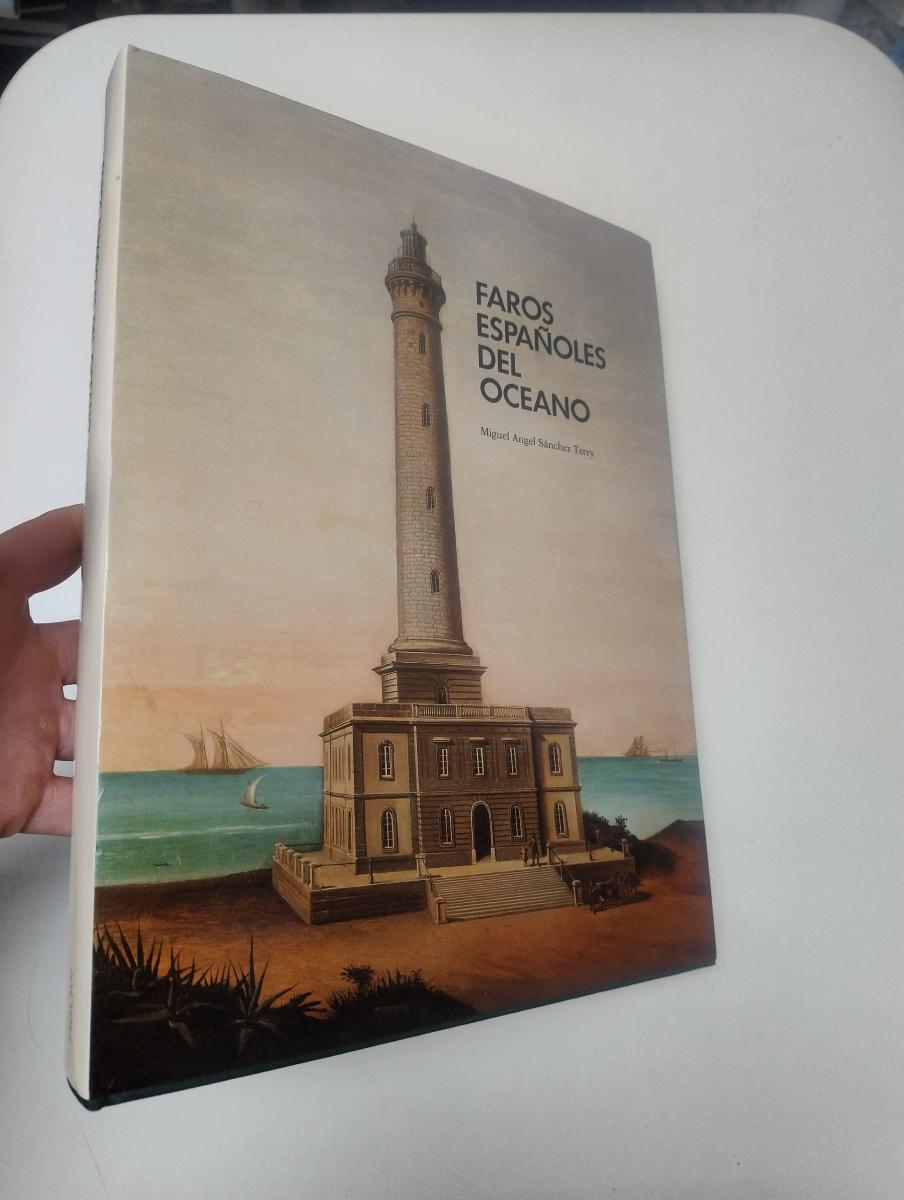 FAROS
ESPAÑOLES
DEL
OCEANO
Miguel Angel Sánchez Terry